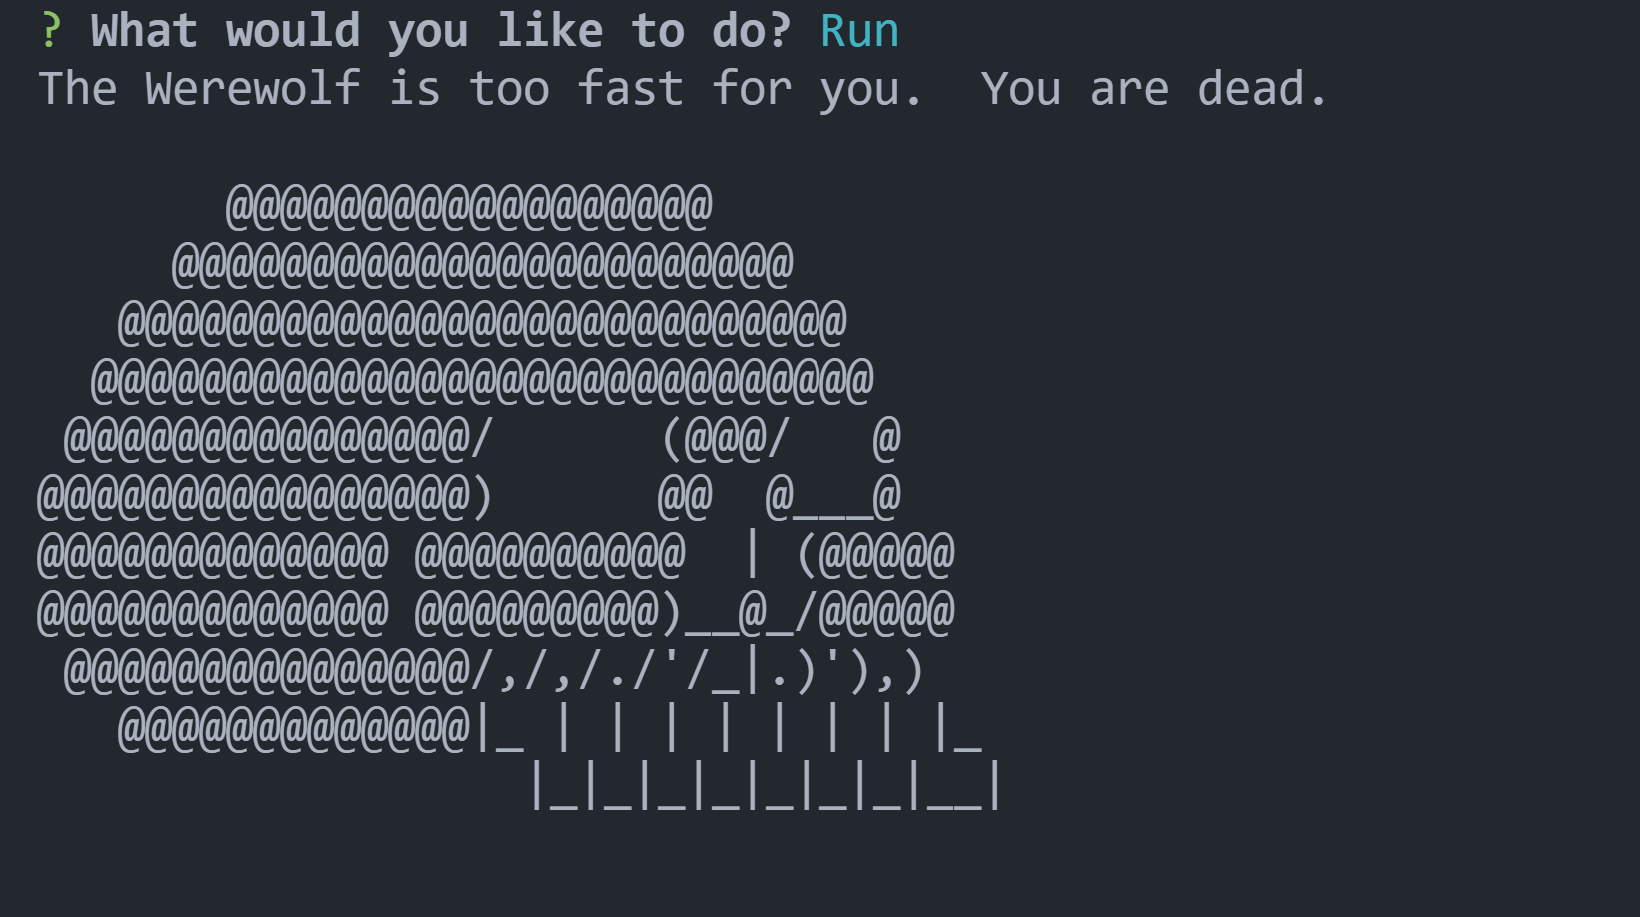 ? What would you like to do? Run
The Werewolf is too fast for you.  You are dead.
       @@@@@@@@@@@@@@@@@@
     @@@@@@@@@@@@@@@@@@@@@@@
   @@@@@@@@@@@@@@@@@@@@@@@@@@@
  @@@@@@@@@@@@@@@@@@@@@@@@@@@@@
 @@@@@@@@@@@@@@@/      (@@@/   @
@@@@@@@@@@@@@@@@)      @@  @___@
@@@@@@@@@@@@@ @@@@@@@@@@  | (@@@@@
@@@@@@@@@@@@@ @@@@@@@@@)__@_/@@@@@
 @@@@@@@@@@@@@@@/,/,/./'/_|.)'),)
   @@@@@@@@@@@@@|_ | | | | | | | |_
                  |_|_|_|_|_|_|_|__|